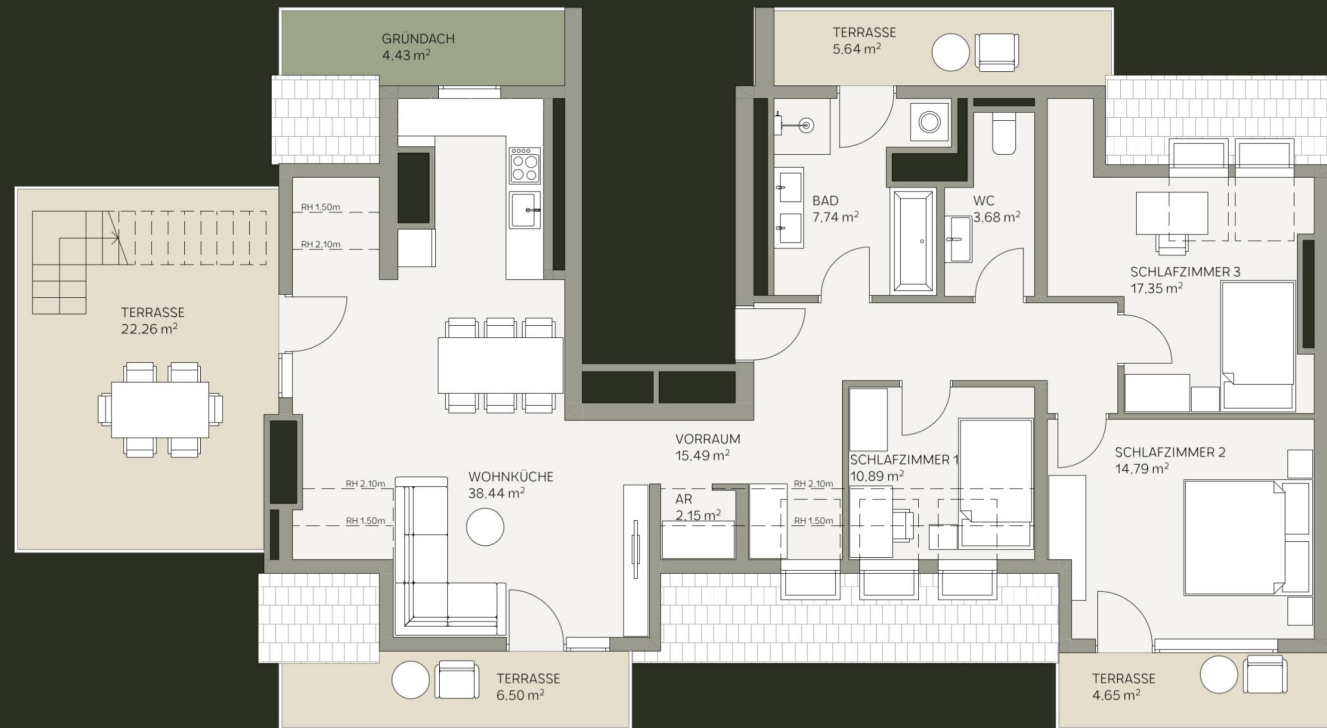 GRÜNDACH
4,43 m²
TERRASSE
5,64 m²
RH 1,50m
RH 2,10m
BAD
7,74 m²
WC
3,68 m²
SCHLAFZIMMER 3
17,35 m²
TERRASSE
22,26 m²
VORRAUM
15,49 m²
SCHLAFZIMMER 1
10,89 m²
SCHLAFZIMMER 2
14,79 m²
WOHNKÜCHE
38,44 m²
RH 2,10m
RH 1,50m
AR
2,15 m²
RH 2,10m
RH 1,50m
TERRASSE
6,50 m²
TERRASSE
4,65 m²